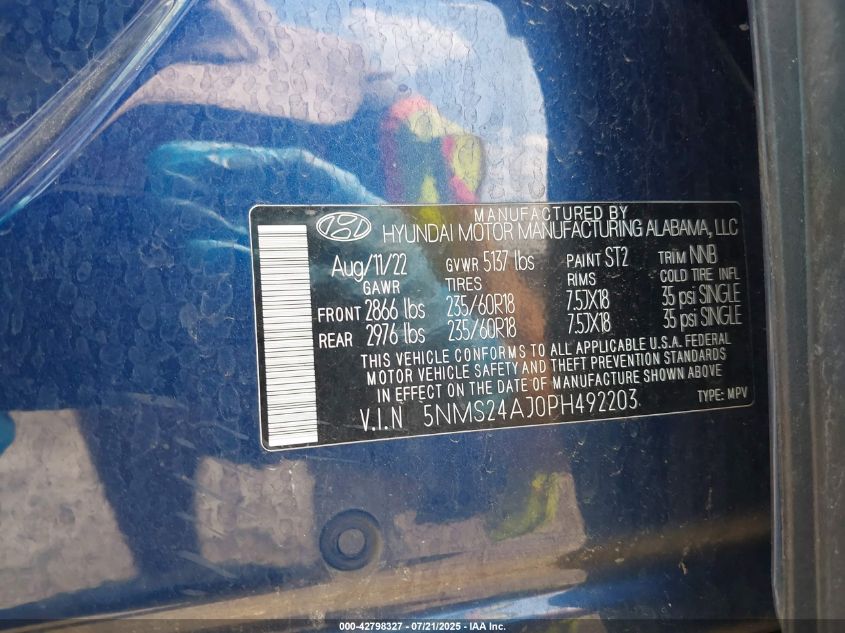 MANUFACTURED BY
HYUNDAI MOTOR MANUFACTURING ALABAMA, LLC
Aug/11/22 GVWR 5137 lbs PAINT ST2 TRIM NNB
GAWR TIRES RIMS COLD TIRE INFL
FRONT 2866 lbs 235/60R18 7.5JX18 35 psi SINGLE
REAR 2976 lbs 235/60R18 7.5JX18 35 psi SINGLE
THIS VEHICLE CONFORMS TO ALL APPLICABLE U.S.A. FEDERAL
MOTOR VEHICLE SAFETY AND THEFT PREVENTION STANDARDS
IN EFFECT ON THE DATE OF MANUFACTURE SHOWN ABOVE
V.I.N 5NMS24AJ0PH492203 TYPE: MPV
000-42798327 - 07/21/2025 - IAA Inc.